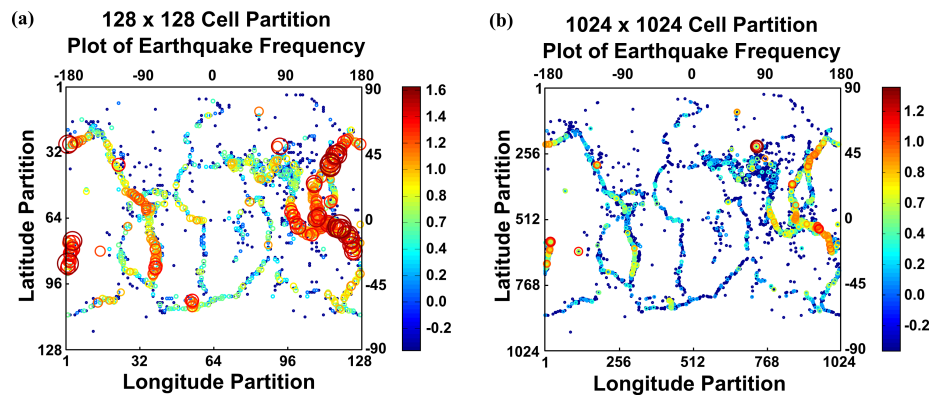 (a)
128 x 128 Cell Partition
Plot of Earthquake Frequency
-180 -90 0 90 180
1 32 64 96 128
Latitude Partition
90 45 0 -45 -90
1 32 64 96 128
Longitude Partition
1.6
1.4
1.2
1.0
0.8
0.6
0.4
0.2
0.0
-0.2
(b)
1024 x 1024 Cell Partition
Plot of Earthquake Frequency
-180 -90 0 90 180
1 256 512 768 1024
Latitude Partition
90 45 0 -45 -90
1 256 512 768 1024
Longitude Partition
1.2
1.0
0.8
0.6
0.4
0.2
0.0
-0.2